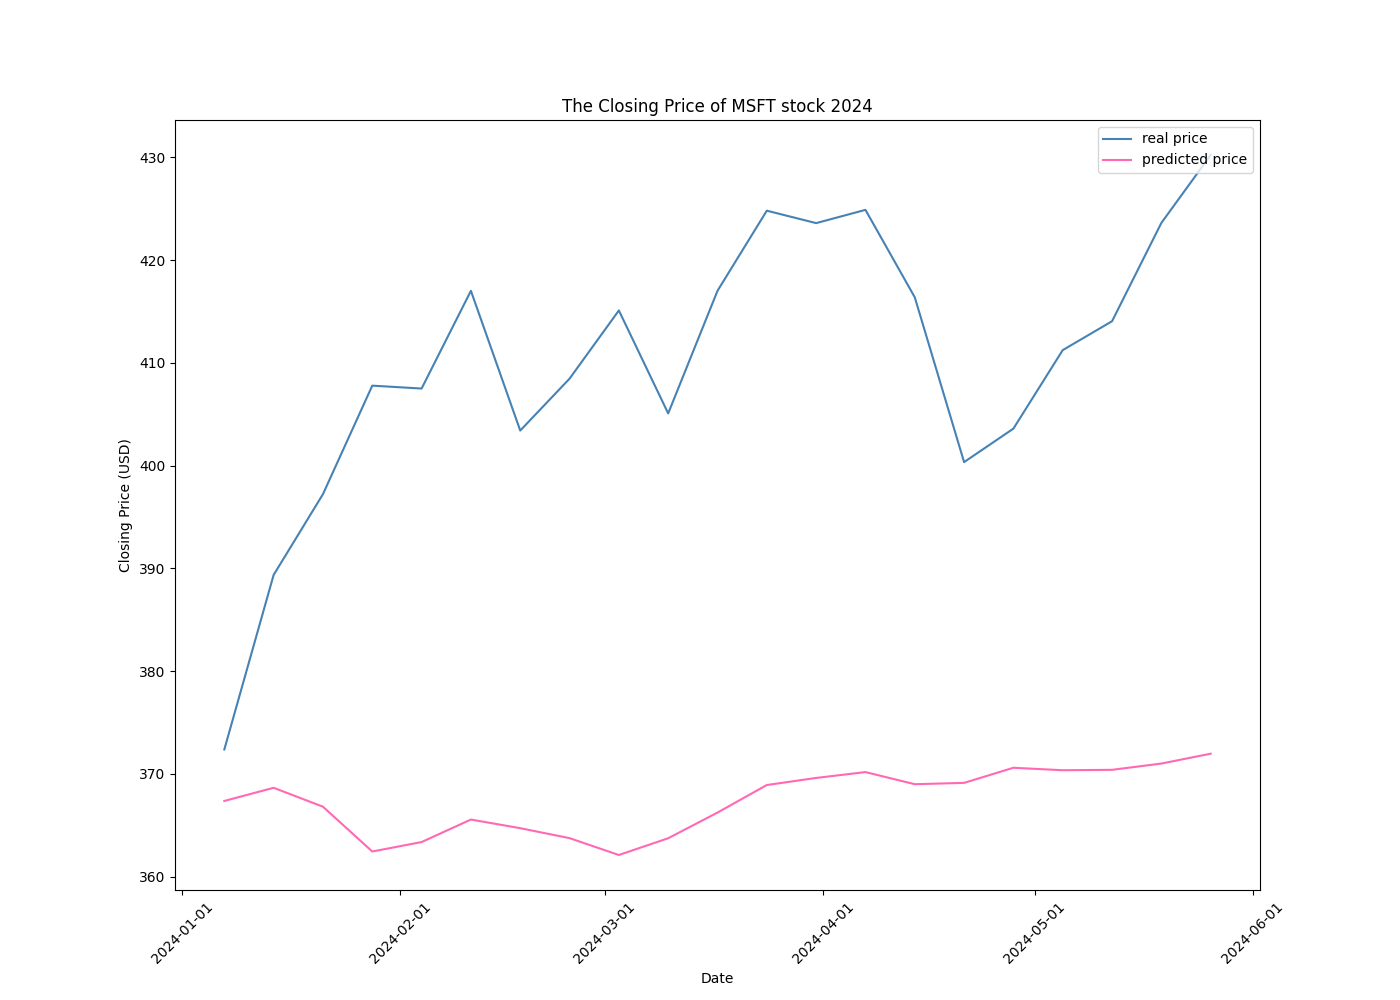 The Closing Price of MSFT stock 2024
real price
predicted price
430
420
410
400
390
380
370
360
Closing Price (USD)
2024-01-01
2024-02-01
2024-03-01
2024-04-01
2024-05-01
2024-06-01
Date